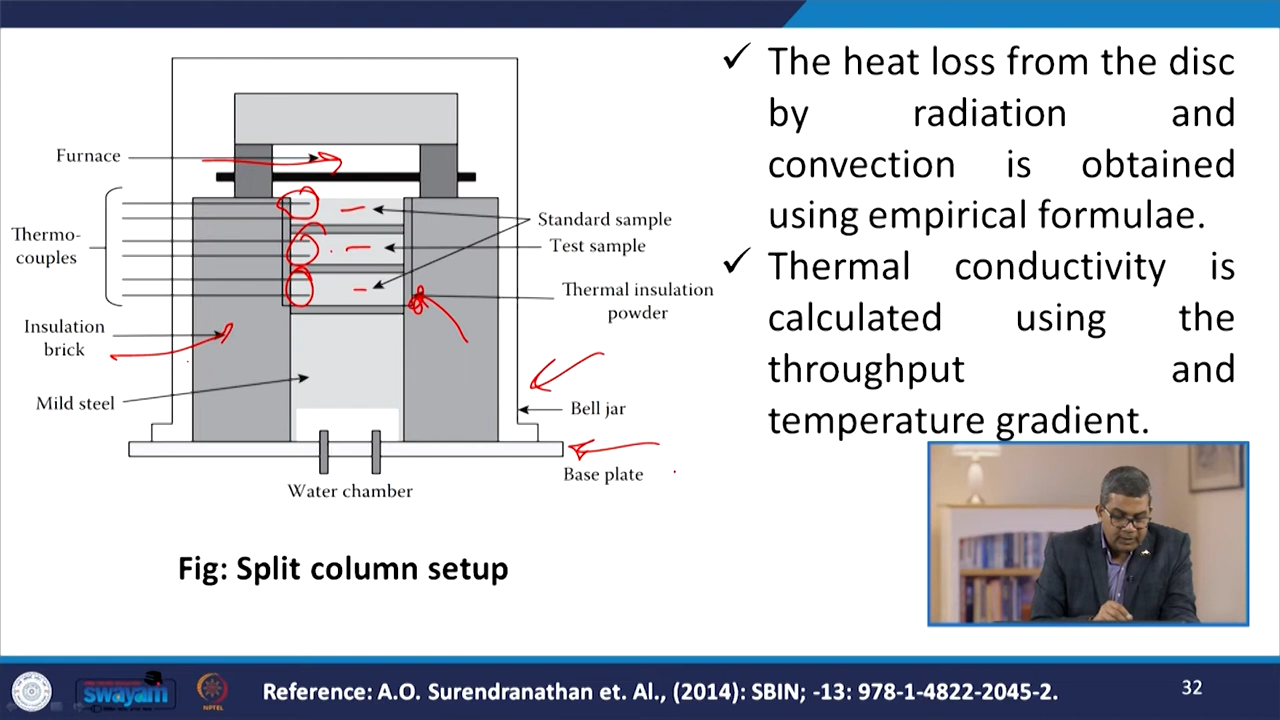 Furnace
Thermo-
couples
Insulation
brick
Mild steel
Standard sample
Test sample
Thermal insulation
powder
Bell jar
Base plate
Water chamber
Fig: Split column setup
✓ The heat loss from the disc
by radiation and
convection is obtained
using empirical formulae.
✓ Thermal conductivity is
calculated using the
throughput and
temperature gradient.
swayam
NPTEL
Reference: A.O. Surendranathan et. Al., (2014): SBIN; -13: 978-1-4822-2045-2.
32